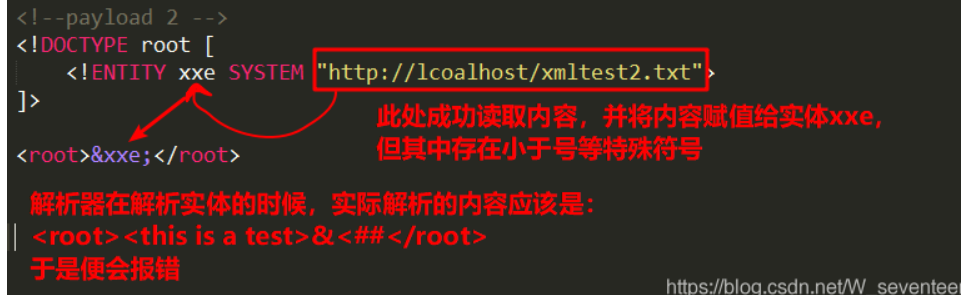 <!--payload 2 -->
<!DOCTYPE root [
<!ENTITY xxe SYSTEM "http://lcoalhost/xmltest2.txt">
]>
此处成功读取内容，并将内容赋值给实体xxe，
但其中存在小于号等特殊符号
<root>&xxe;</root>
解析器在解析实体的时候，实际解析的内容应该是：
<root><this is a test>&<##</root>
于是便会报错
https://blog.csdn.net/W_seventeen